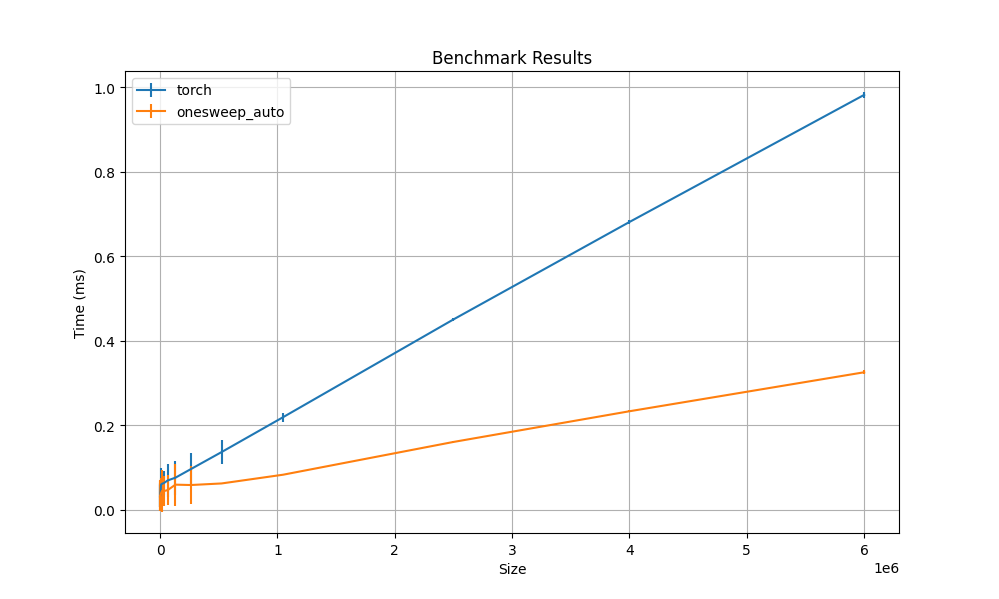 Benchmark Results
torch
onesweep_auto
1.0
0.8
0.6
0.4
0.2
0.0
Time (ms)
0 1 2 3 4 5 6
1e6
Size